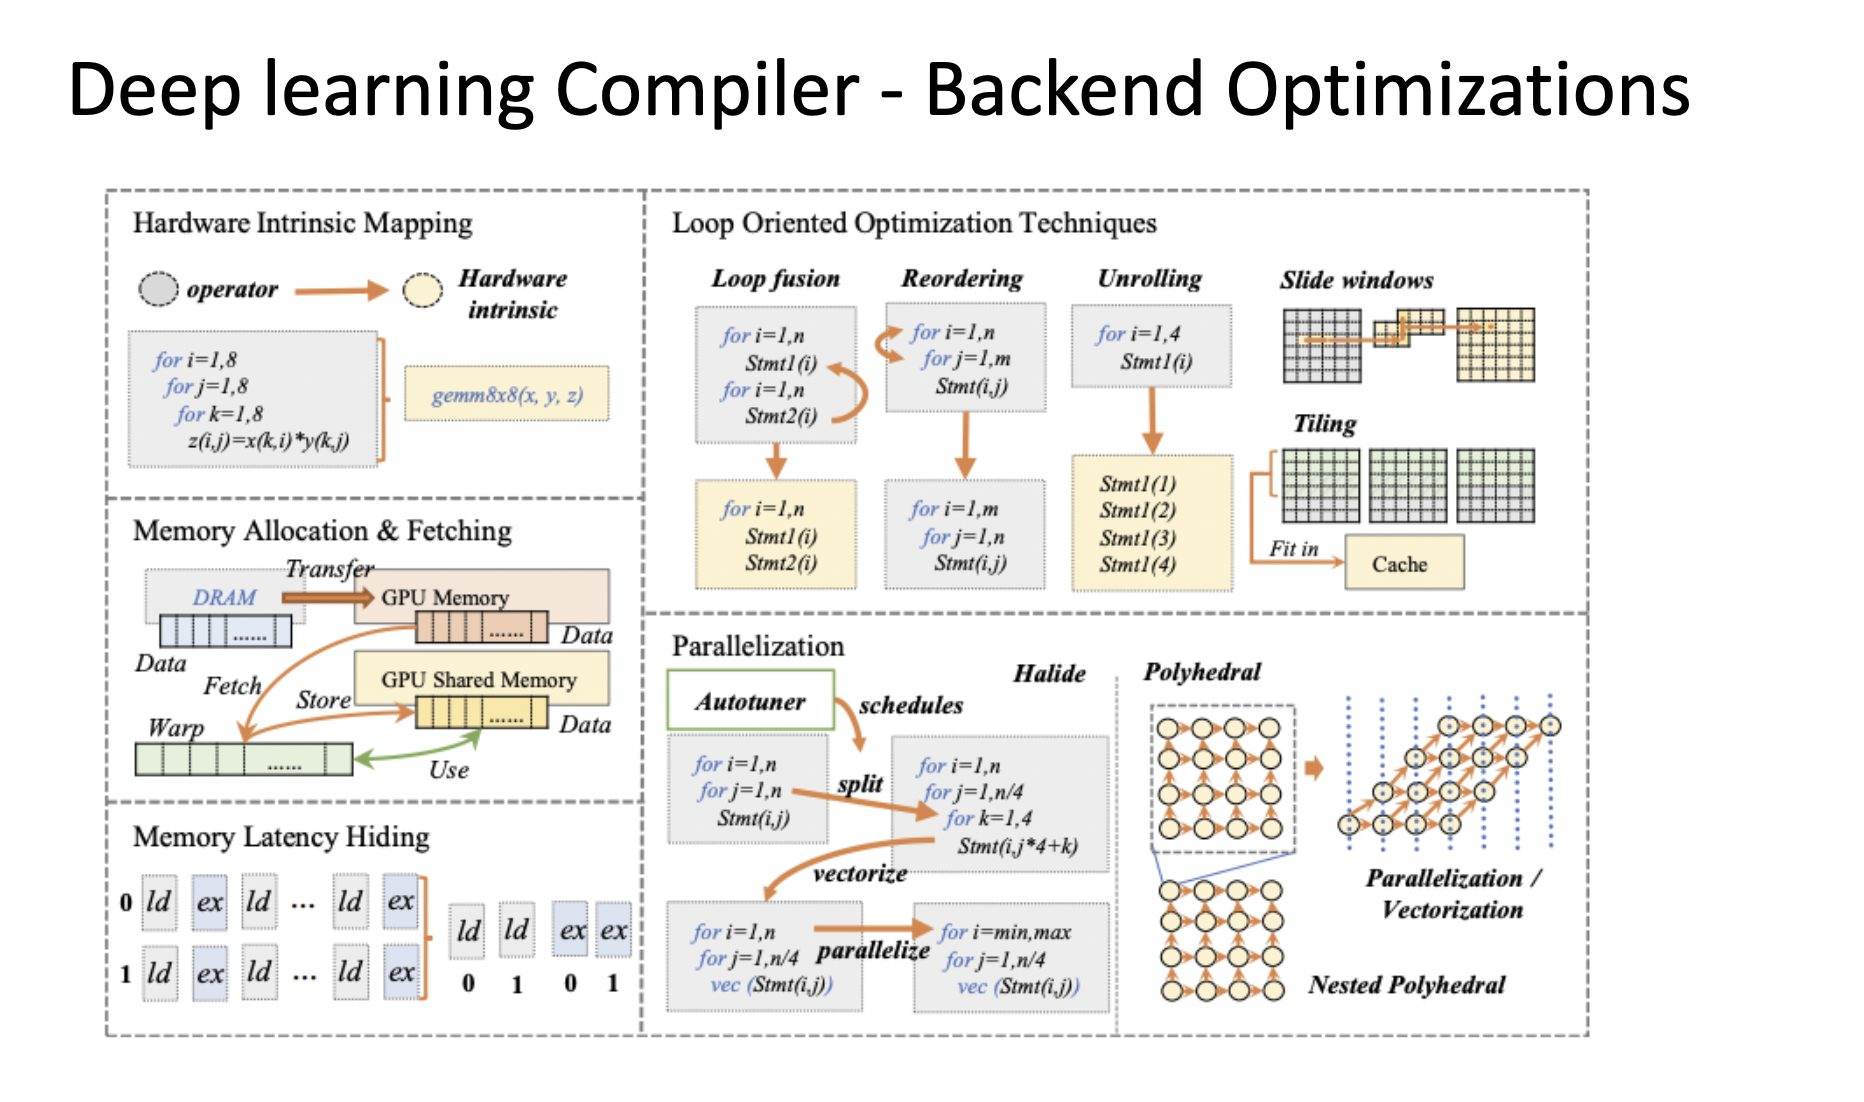 Deep learning Compiler - Backend Optimizations
Hardware Intrinsic Mapping
operator
Hardware
intrinsic
for i=1,8
for j=1,8
for k=1,8
z(i,j)=x(k,i)*y(k,j)
gemm8x8(x, y, z)
Memory Allocation & Fetching
Transfer
DRAM
GPU Memory
......
......
Data
Data
GPU Shared Memory
Fetch
Store
......
Data
Warp
......
Use
Memory Latency Hiding
0 ld ex ld ... ld ex
1 ld ex ld ... ld ex
ld ld ex ex
0 1 0 1
Loop Oriented Optimization Techniques
Loop fusion
for i=1,n
Stmt1(i)
for i=1,n
Stmt2(i)
for i=1,n
Stmt1(i)
Stmt2(i)
Reordering
for i=1,n
for j=1,m
Stmt(i,j)
for i=1,m
for j=1,n
Stmt(i,j)
Unrolling
for i=1,4
Stmt1(i)
Stmt1(1)
Stmt1(2)
Stmt1(3)
Stmt1(4)
Slide windows
Tiling
Fit in
Cache
Parallelization
Halide
Autotuner
schedules
for i=1,n
for j=1,n
Stmt(i,j)
split
for i=1,n
for j=1,n/4
for k=1,4
Stmt(i,j*4+k)
vectorize
for i=1,n
for j=1,n/4
vec (Stmt(i,j))
parallelize
for i=min,max
for j=1,n/4
vec (Stmt(i,j))
Polyhedral
Parallelization /
Vectorization
Nested Polyhedral